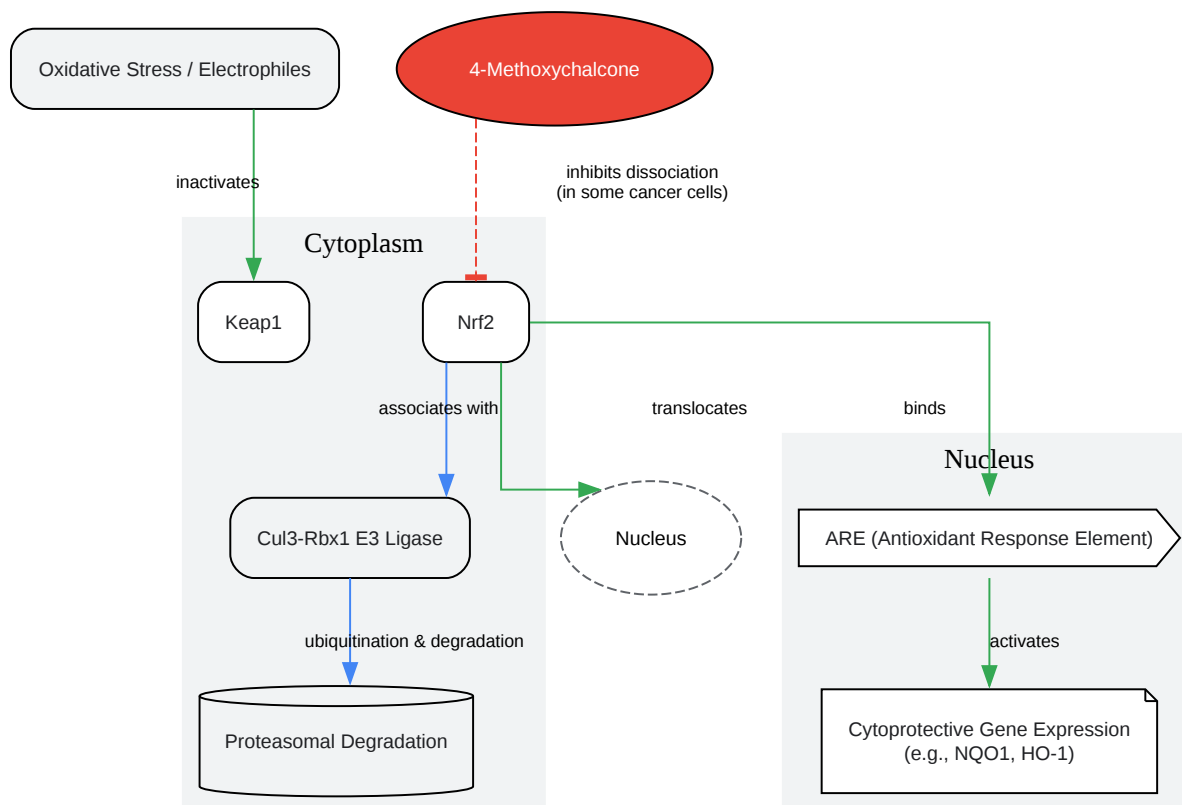 Oxidative Stress / Electrophiles
4-Methoxychalcone
inactivates
inhibits dissociation
(in some cancer cells)
Cytoplasm
Keap1
Nrf2
associates with
translocates
binds
Nucleus
Cul3-Rbx1 E3 Ligase
Nucleus
ARE (Antioxidant Response Element)
ubiquitination & degradation
activates
Proteasomal Degradation
Cytoprotective Gene Expression
(e.g., NQO1, HO-1)